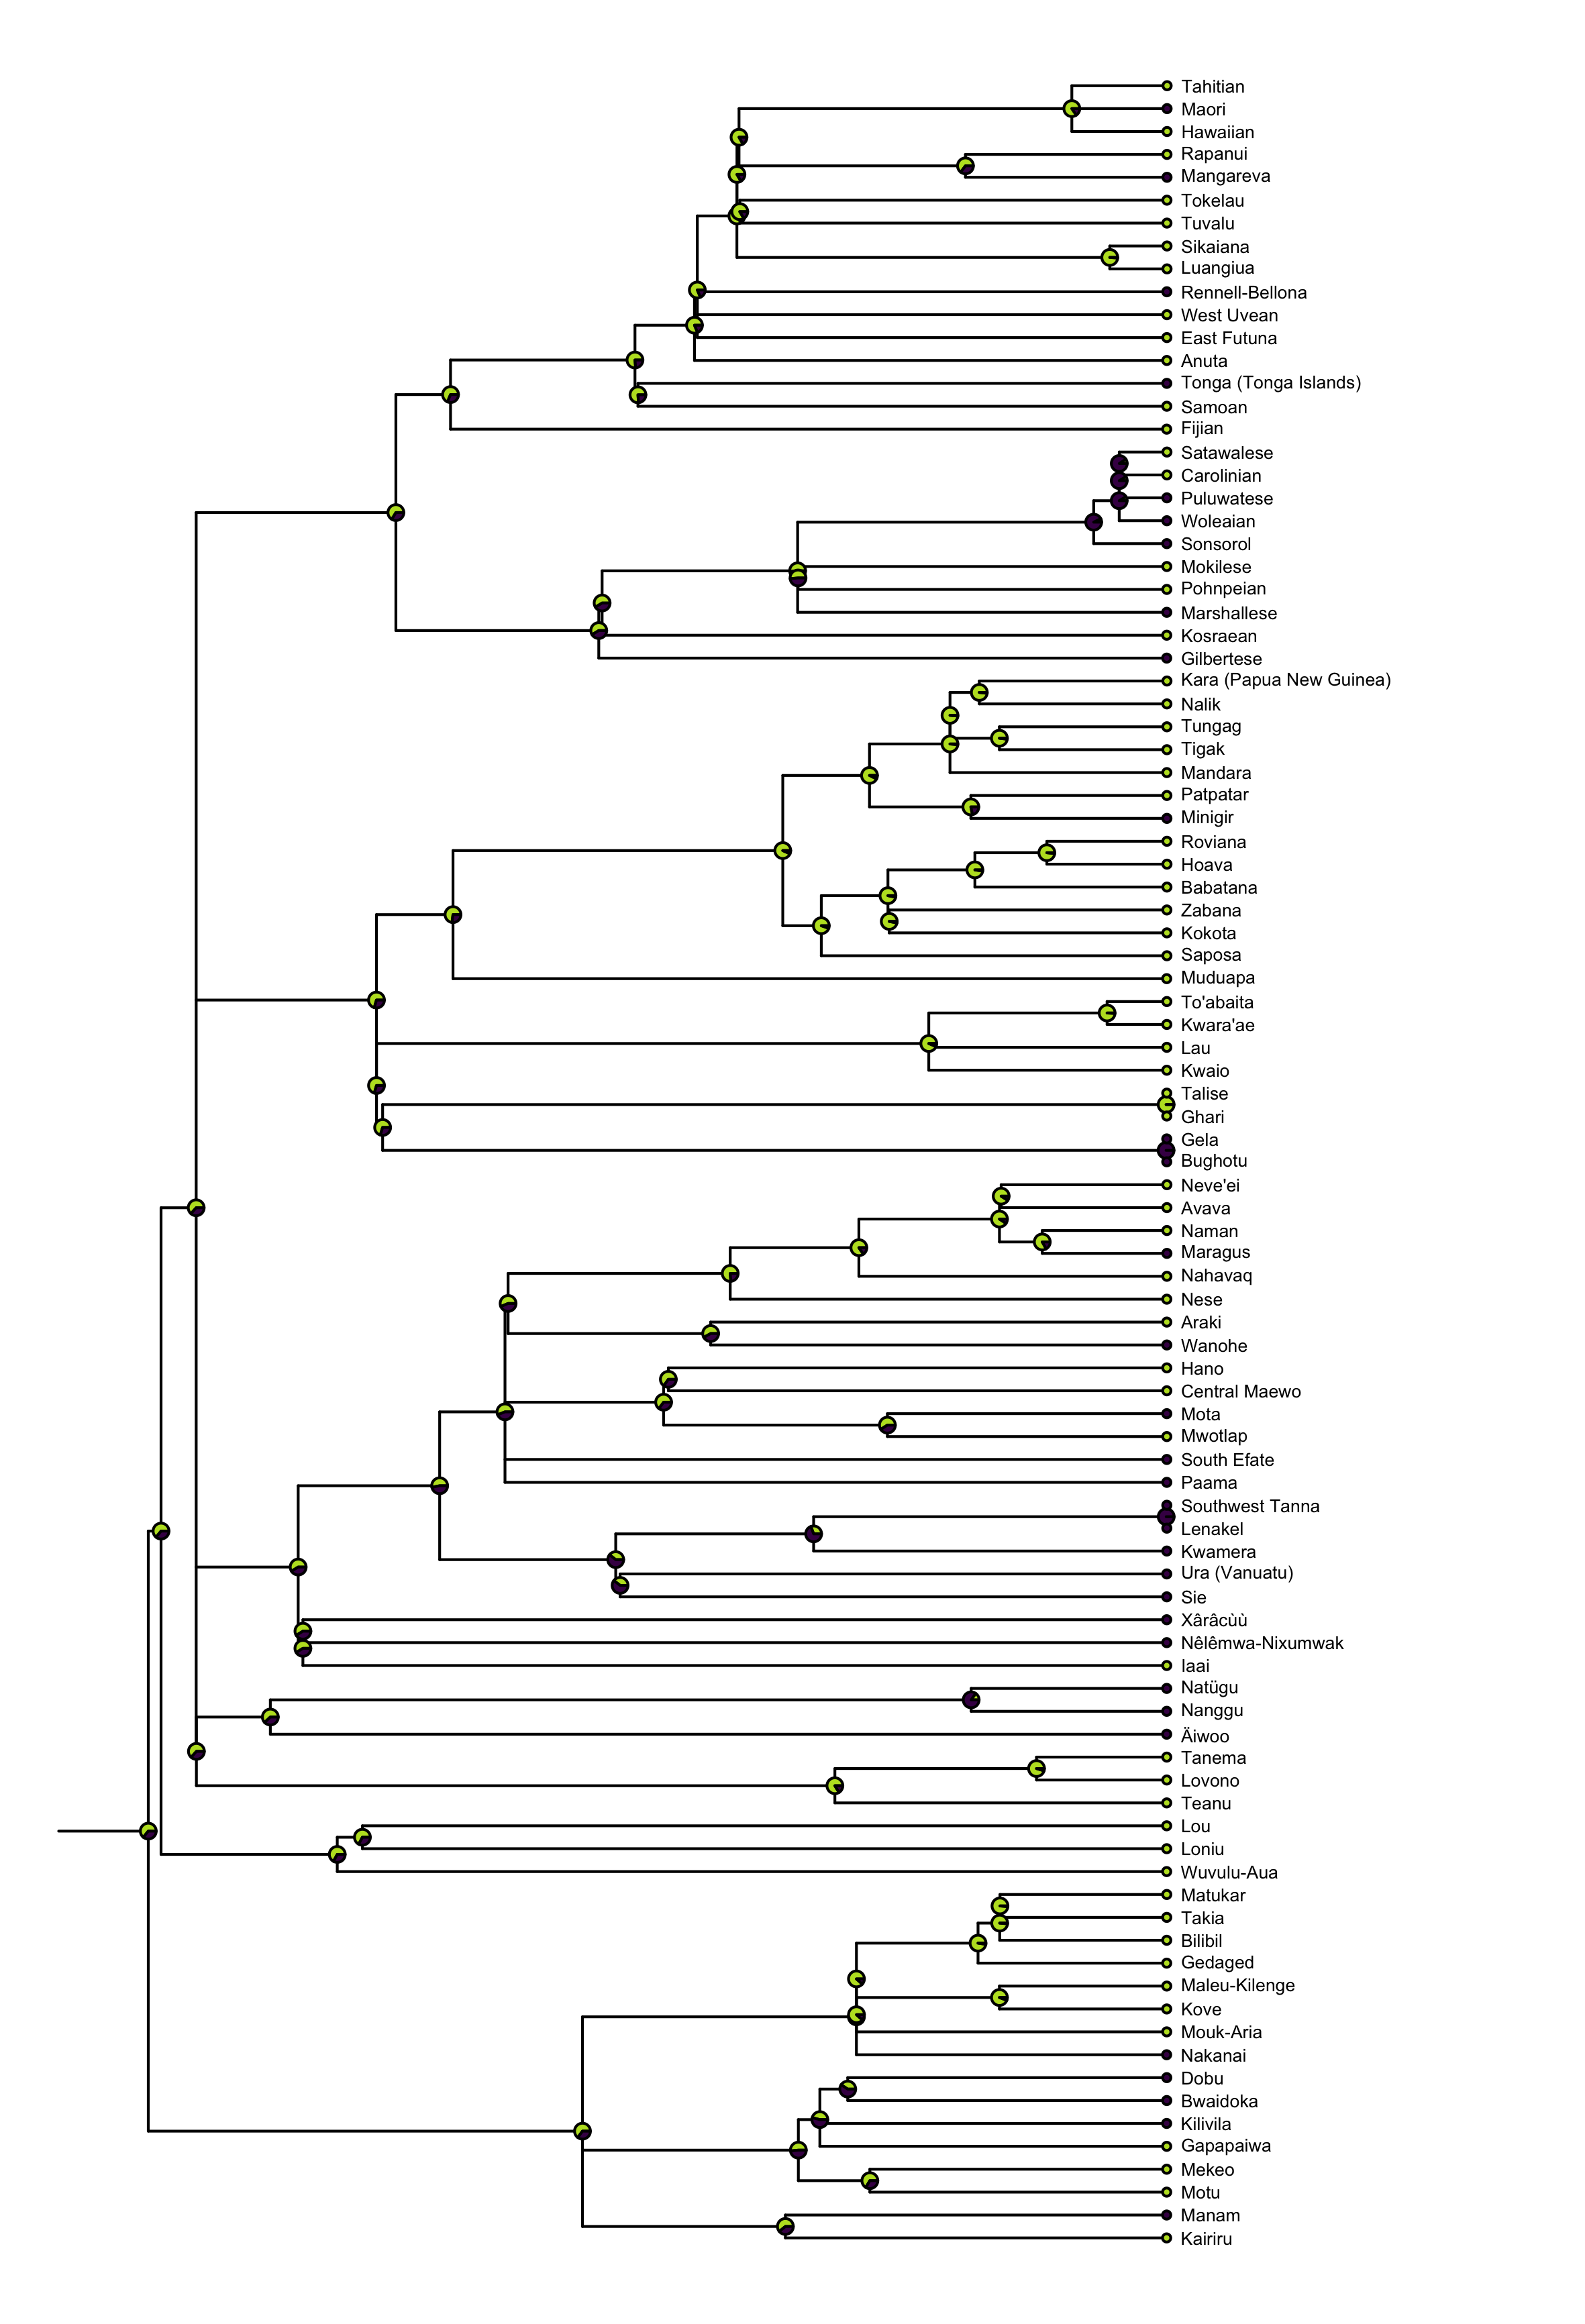 Tahitian
Maori
Hawaiian
Rapanui
Mangareva
Tokelau
Tuvalu
Sikaiana
Luangiua
Rennell-Bellona
West Uvean
East Futuna
Anuta
Tonga (Tonga Islands)
Samoan
Fijian
Satawalese
Carolinian
Puluwatese
Woleaian
Sonsorol
Mokilese
Pohnpeian
Marshallese
Kosraean
Gilbertese
Kara (Papua New Guinea)
Nalik
Tungag
Tigak
Mandara
Patpatar
Minigir
Roviana
Hoava
Babatana
Zabana
Kokota
Saposa
Muduapa
To'abaita
Kwara'ae
Lau
Kwaio
Talise
Ghari
Gela
Bughotu
Neve'ei
Avava
Naman
Maragus
Nahavaq
Nese
Araki
Wanohe
Hano
Central Maewo
Mota
Mwotlap
South Efate
Paama
Southwest Tanna
Lenakel
Kwamera
Ura (Vanuatu)
Sie
Xârâcùù
Nêlêmwa-Nixumwak
Iaai
Natügu
Nanggu
Äiwoo
Tanema
Lovono
Teanu
Lou
Loniu
Wuvulu-Aua
Matukar
Takia
Bilibil
Gedaged
Maleu-Kilenge
Kove
Mouk-Aria
Nakanai
Dobu
Bwaidoka
Kilivila
Gapapaiwa
Mekeo
Motu
Manam
Kairiru